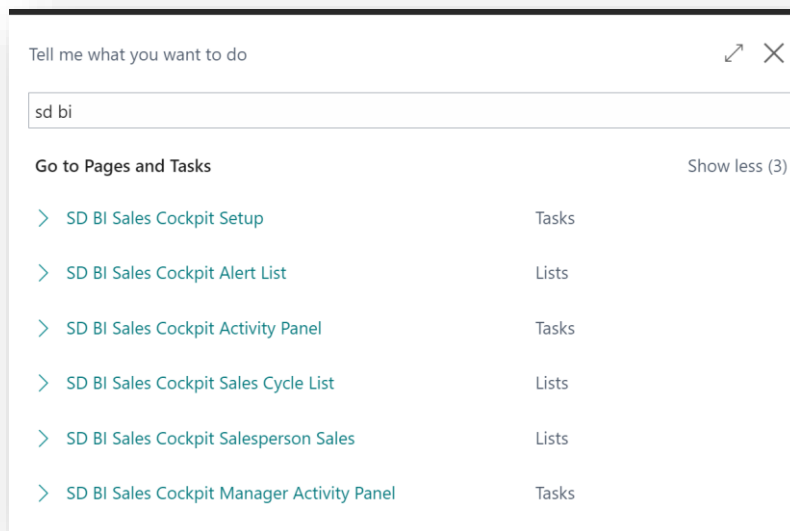 Tell me what you want to do
sd bi
Go to Pages and Tasks Show less (3)
SD BI Sales Cockpit Setup Tasks
SD BI Sales Cockpit Alert List Lists
SD BI Sales Cockpit Activity Panel Tasks
SD BI Sales Cockpit Sales Cycle List Lists
SD BI Sales Cockpit Salesperson Sales Lists
SD BI Sales Cockpit Manager Activity Panel Tasks